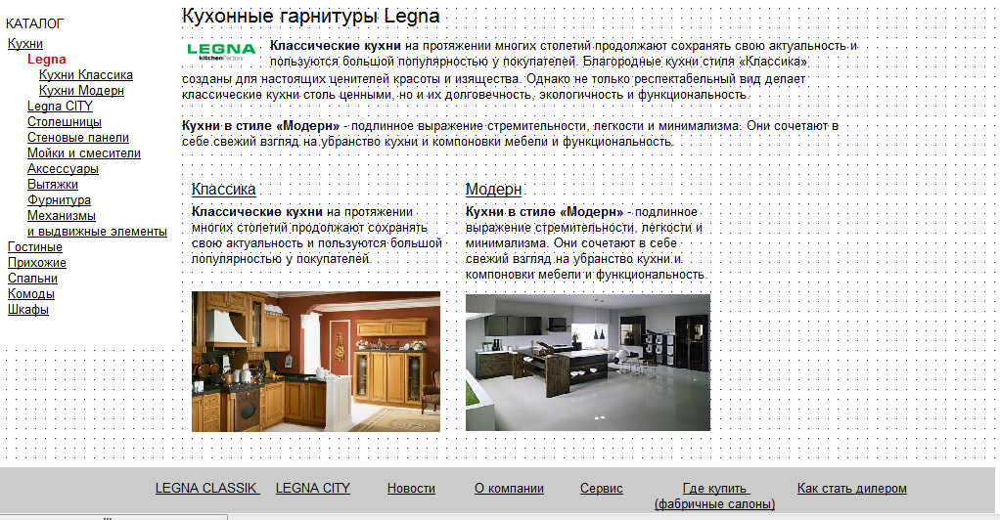 КАТАЛОГ
Кухни
Legna
Кухни Классика
Кухни Модерн
Legna CITY
Столешницы
Стеновые панели
Мойки и смесители
Аксессуары
Вытяжки
Фурнитура
Механизмы
и выдвижные элементы
Гостиные
Прихожие
Спальни
Комоды
Шкафы
Кухонные гарнитуры Legna
LEGNA
kitchenFactory
Классические кухни на протяжении многих столетий продолжают сохранять свою актуальность и
пользуются большой популярностью у покупателей. Благородные кухни стиля «Классика»
созданы для настоящих ценителей красоты и изящества. Однако не только респектабельный вид делает
классические кухни столь ценными, но и их долговечность, экологичность и функциональность.
Кухни в стиле «Модерн» - подлинное выражение стремительности, легкости и минимализма. Они сочетают в
себе свежий взгляд на убранство кухни и компоновки мебели и функциональность.
Классика
Классические кухни на протяжении
многих столетий продолжают сохранять
свою актуальность и пользуются большой
популярностью у покупателей.
Модерн
Кухни в стиле «Модерн» - подлинное
выражение стремительности, легкости и
минимализма. Они сочетают в себе
свежий взгляд на убранство кухни и
компоновки мебели и функциональность.
LEGNA CLASSIK
LEGNA CITY
Новости
О компании
Сервис
Где купить
(фабричные салоны)
Как стать дилером